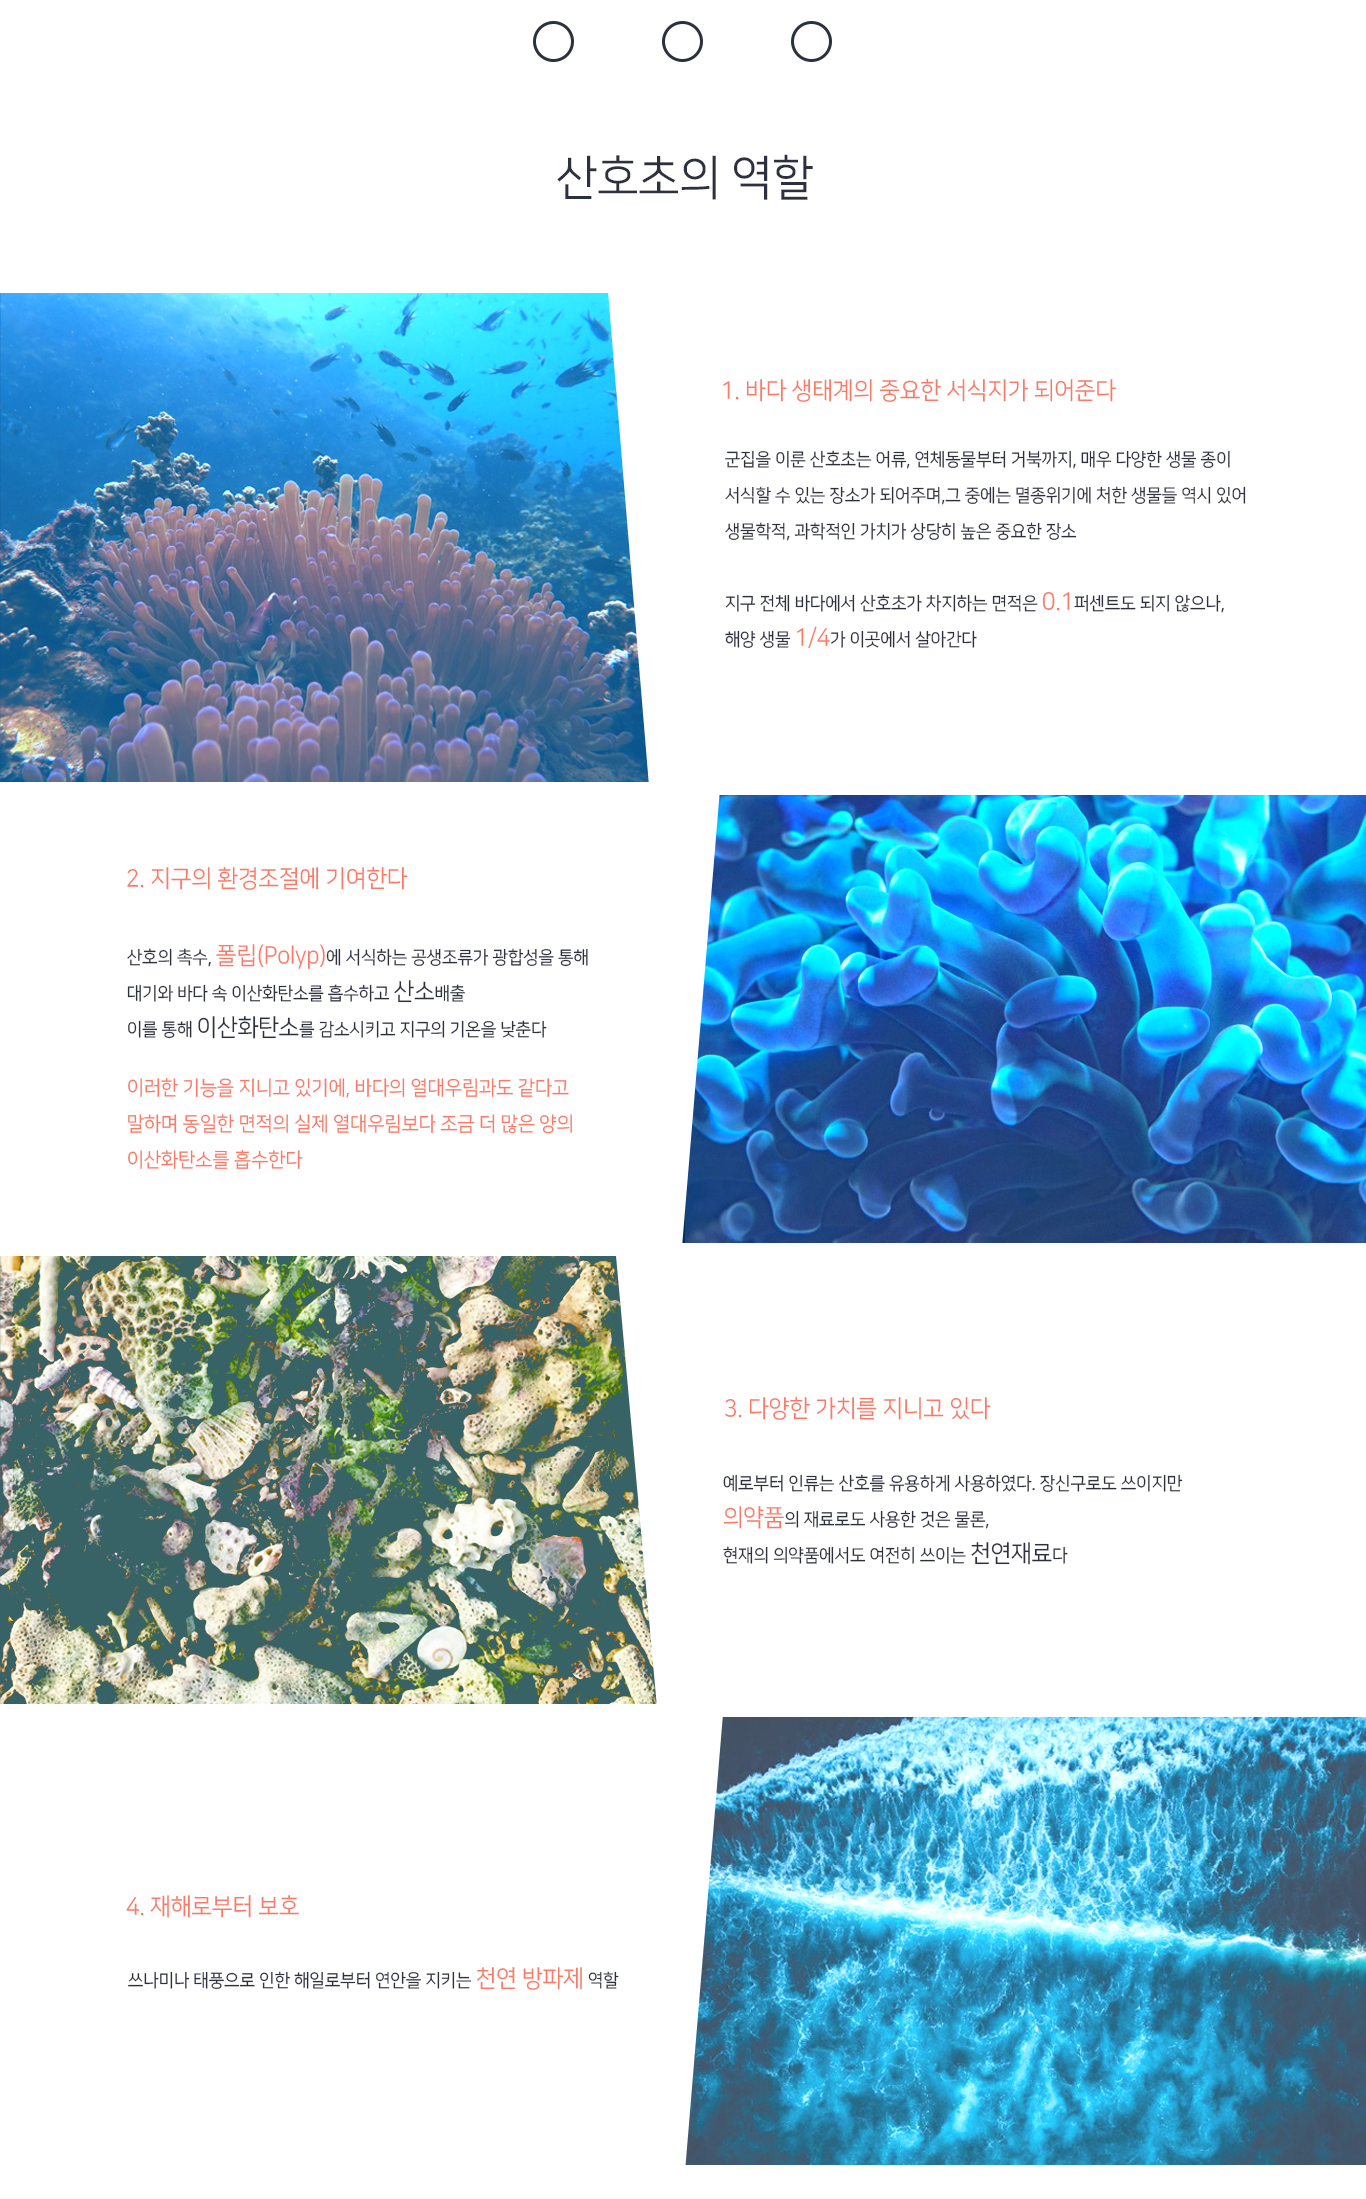 산호초의 역할
1. 바다 생태계의 중요한 서식지가 되어준다
군집을 이룬 산호초는 어류, 연체동물부터 거북까지, 매우 다양한 생물 종이
서식할 수 있는 장소가 되어주며,그 중에는 멸종위기에 처한 생물들 역시 있어
생물학적, 과학적인 가치가 상당히 높은 중요한 장소
지구 전체 바다에서 산호초가 차지하는 면적은 0.1퍼센트도 되지 않으나,
해양 생물 1/4가 이곳에서 살아간다
2. 지구의 환경조절에 기여한다
산호의 촉수, 폴립(Polyp)에 서식하는 공생조류가 광합성을 통해
대기와 바다 속 이산화탄소를 흡수하고 산소배출
이를 통해 이산화탄소를 감소시키고 지구의 기온을 낮춘다
이러한 기능을 지니고 있기에, 바다의 열대우림과도 같다고
말하며 동일한 면적의 실제 열대우림보다 조금 더 많은 양의
이산화탄소를 흡수한다
3. 다양한 가치를 지니고 있다
예로부터 인류는 산호를 유용하게 사용하였다. 장신구로도 쓰이지만
의약품의 재료로도 사용한 것은 물론,
현재의 의약품에서도 여전히 쓰이는 천연재료다
4. 재해로부터 보호
쓰나미나 태풍으로 인한 해일로부터 연안을 지키는 천연 방파제 역할